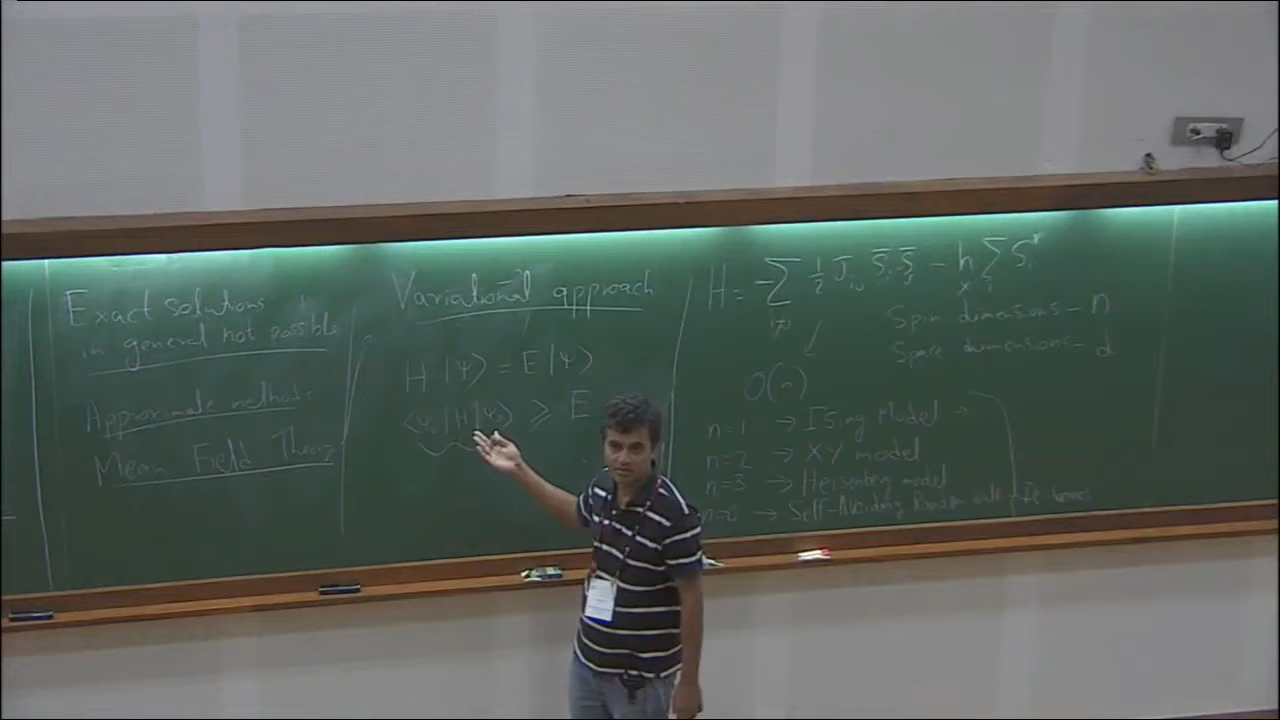 Exact solutions
in general not possible
Approximate methods
Mean Field Theory
Variational approach
H |ψ⟩ = E |ψ⟩
⟨ψ₀|H|ψ₀⟩ ⩾ E
H = -∑ 1/2 J S̄ᵢ S̄ⱼ - h ∑ Sᵢˣ
Spin dimensions - n
Space dimensions - d
O(n)
n=1 → Ising Model →
n=2 → XY model
n=3 → Heisenberg model
n=0 → Self-Avoiding Random walk